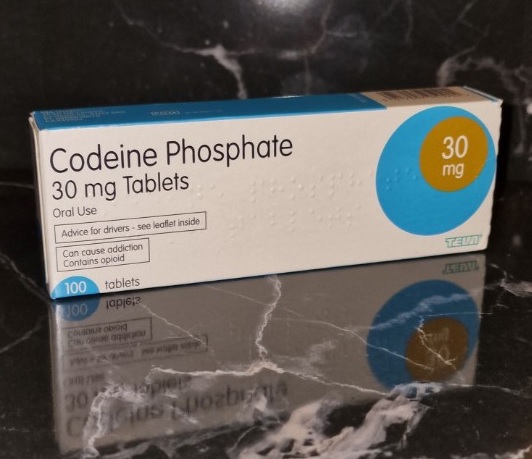 Codeine Phosphate
30 mg Tablets
Oral Use
Advice for drivers - see leaflet inside
Can cause addiction
Contains opioid
100 tablets
30
mg
TEVA